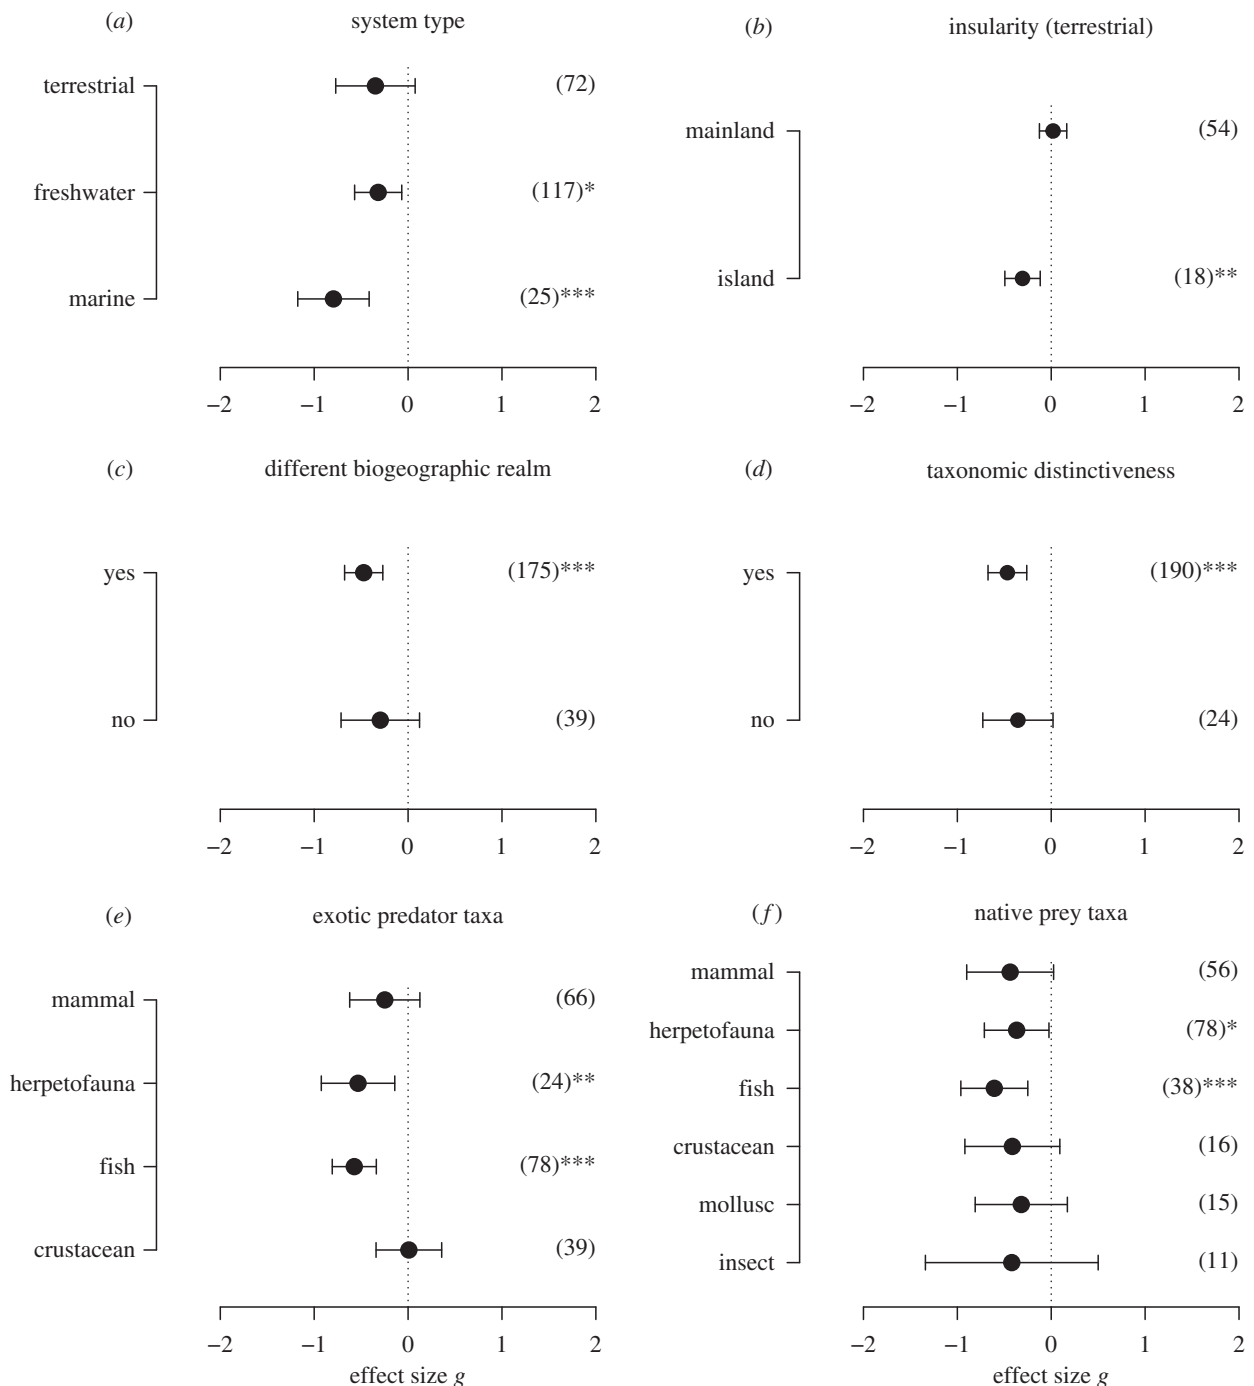 (a) system type
terrestrial (72)
freshwater (117)*
marine (25)***
−2 −1 0 1 2
(b) insularity (terrestrial)
mainland (54)
island (18)**
−2 −1 0 1 2
(c) different biogeographic realm
yes (175)***
no (39)
−2 −1 0 1 2
(d) taxonomic distinctiveness
yes (190)***
no (24)
−2 −1 0 1 2
(e) exotic predator taxa
mammal (66)
herpetofauna (24)**
fish (78)***
crustacean (39)
−2 −1 0 1 2
effect size g
(f) native prey taxa
mammal (56)
herpetofauna (78)*
fish (38)***
crustacean (16)
mollusc (15)
insect (11)
−2 −1 0 1 2
effect size g